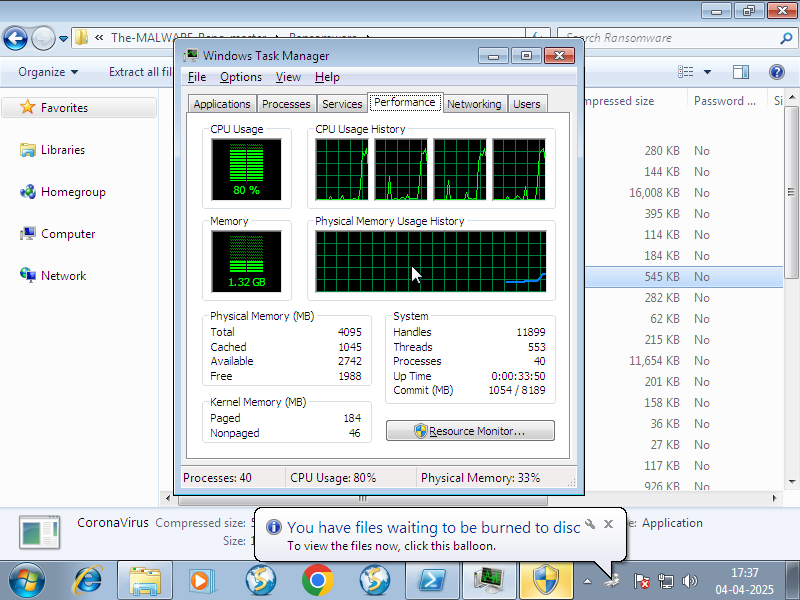 The-MALWARE-Repo-master
Ransomware
Search Ransomware
Organize
Extract all fil
Favorites
Libraries
Homegroup
Computer
Network
Windows Task Manager
File Options View Help
Applications Processes Services Performance Networking Users
CPU Usage
80 %
CPU Usage History
Memory
1.32 GB
Physical Memory Usage History
Physical Memory (MB)
Total 4095
Cached 1045
Available 2742
Free 1988
Kernel Memory (MB)
Paged 184
Nonpaged 46
System
Handles 11899
Threads 553
Processes 40
Up Time 0:00:33:50
Commit (MB) 1054 / 8189
Resource Monitor...
Processes: 40 CPU Usage: 80% Physical Memory: 33%
mpressed size Password ... Si
280 KB No
144 KB No
16,008 KB No
395 KB No
114 KB No
184 KB No
545 KB No
282 KB No
62 KB No
215 KB No
11,654 KB No
201 KB No
158 KB No
36 KB No
27 KB No
117 KB No
926 KB No
CoronaVirus Compressed size: 5
e: Application
Size: 1
You have files waiting to be burned to disc
To view the files now, click this balloon.
17:37
04-04-2025